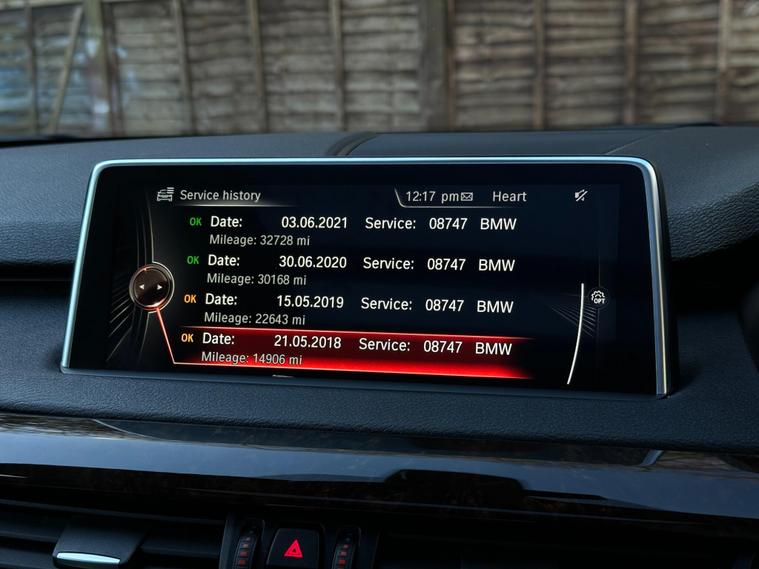 Service history
12:17 pm Heart
OK Date: 03.06.2021 Service: 08747 BMW
Mileage: 32728 mi
OK Date: 30.06.2020 Service: 08747 BMW
Mileage: 30168 mi
OK Date: 15.05.2019 Service: 08747 BMW
Mileage: 22643 mi
OK Date: 21.05.2018 Service: 08747 BMW
Mileage: 14906 mi
OPT